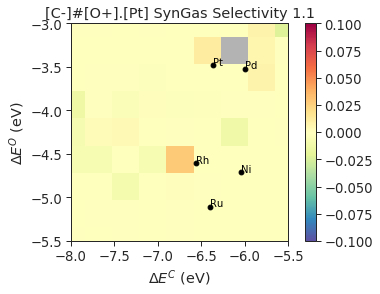 [C-]#[O+].[Pt] SynGas Selectivity 1.1
−3.0
−3.5
−4.0
−4.5
−5.0
−5.5
ΔE^O (eV)
Pt
Pd
Rh
Ni
Ru
−8.0 −7.5 −7.0 −6.5 −6.0 −5.5
ΔE^C (eV)
0.100
0.075
0.050
0.025
0.000
−0.025
−0.050
−0.075
−0.100